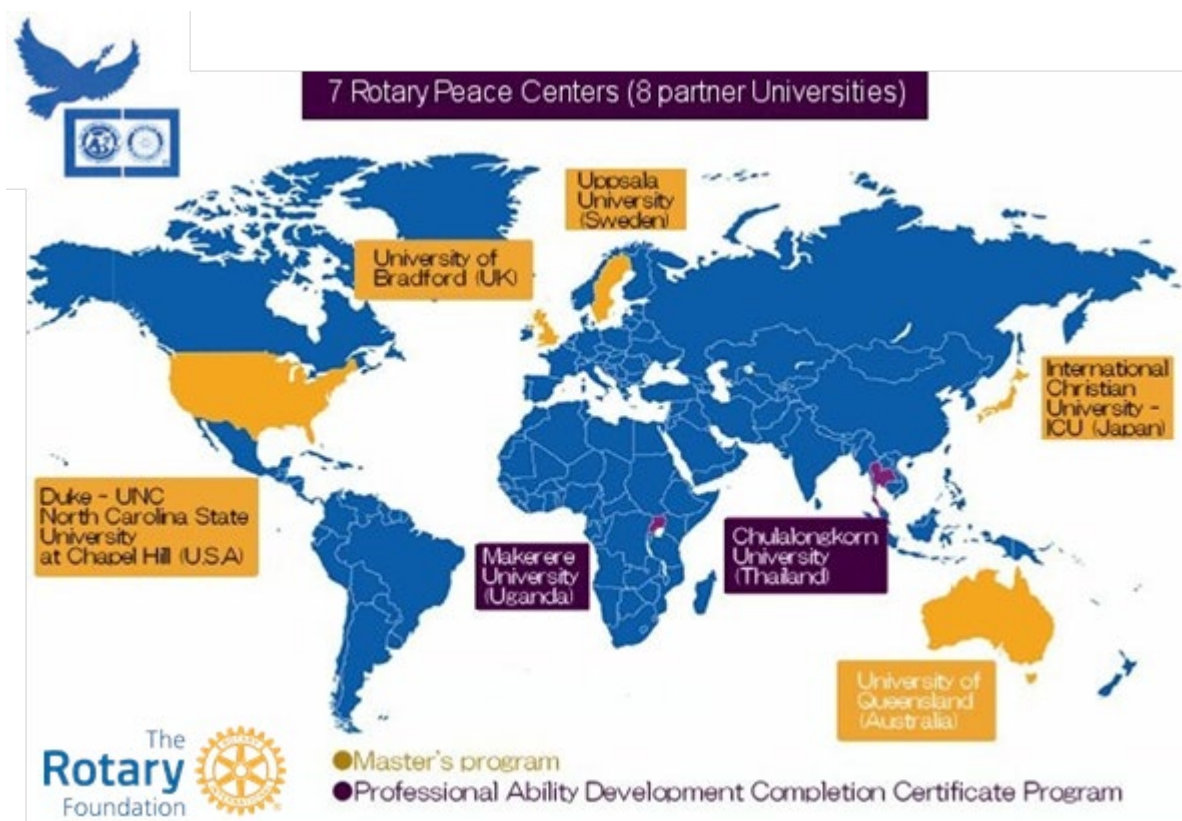 7 Rotary Peace Centers (8 partner Universities)
Uppsala
University
(Sweden)
University of
Bradford (UK)
International
Christian
University -
ICU (Japan)
Duke - UNC
North Carolina State
University
at Chapel Hill (U.S.A)
Makerere
University
(Uganda)
Chulalongkorn
University
(Thailand)
University of
Queensland
(Australia)
The
Rotary
Foundation
ROTARY
INTERNATIONAL
●Master's program
●Professional Ability Development Completion Certificate Program